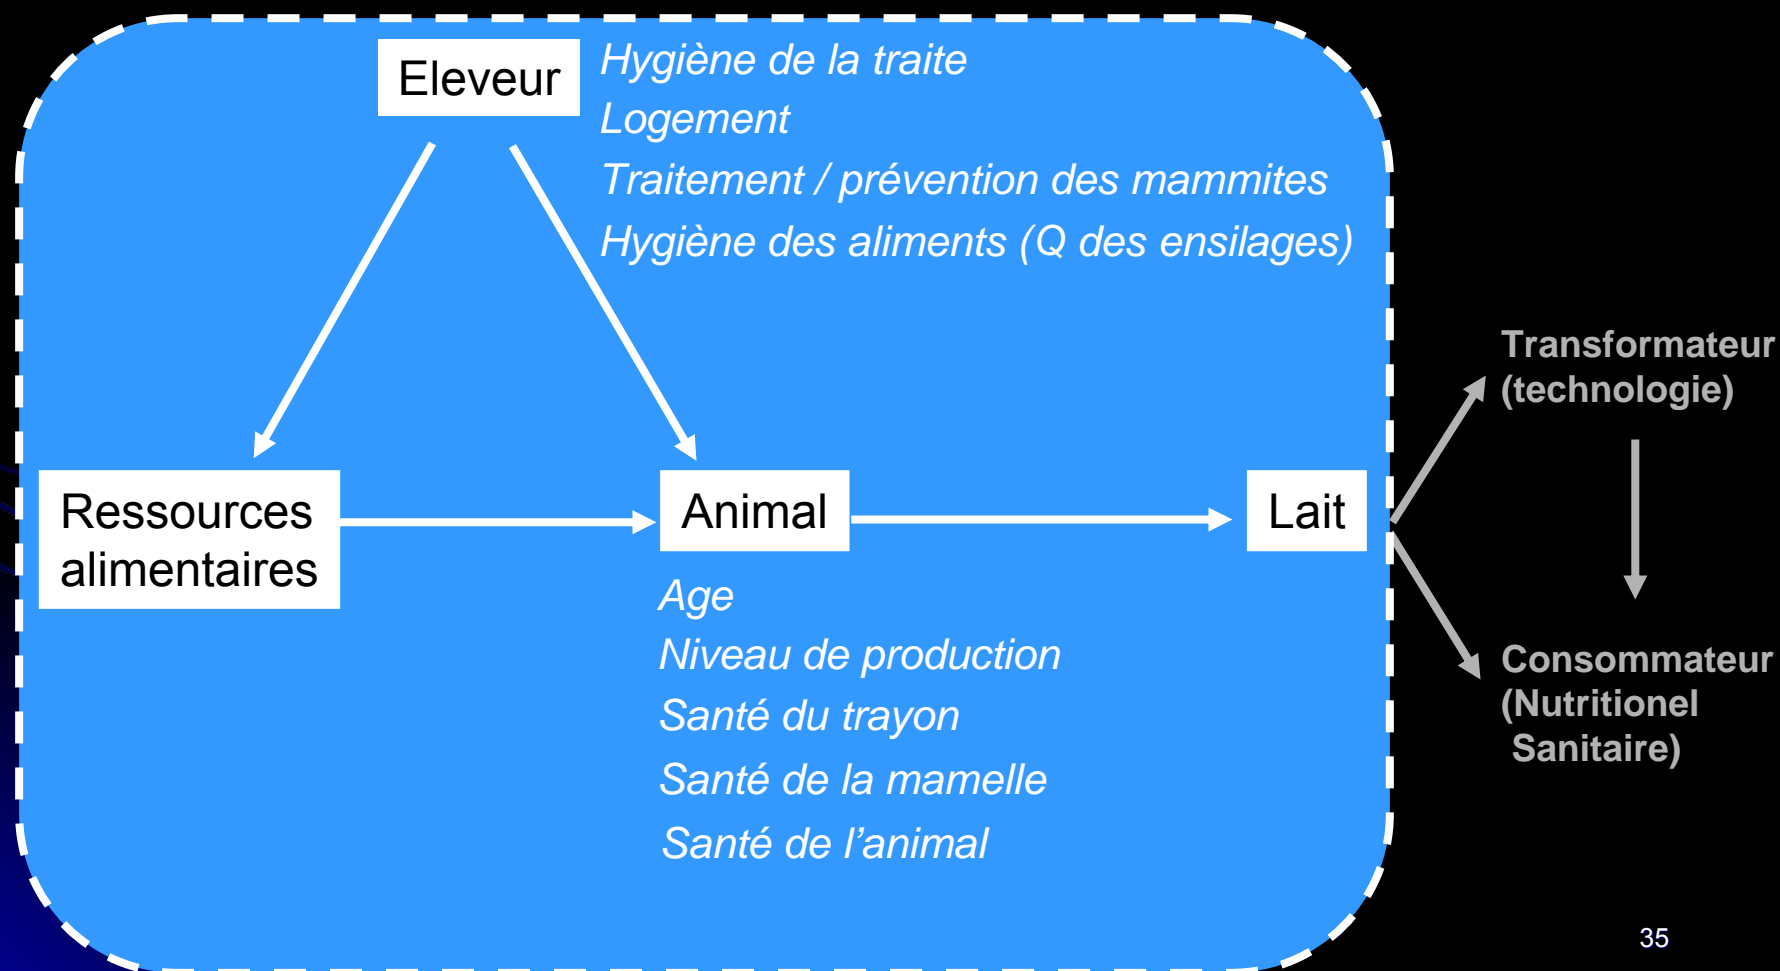 Eleveur
Hygiène de la traite
Logement
Traitement / prévention des mammites
Hygiène des aliments (Q des ensilages)
Transformateur
(technologie)
Ressources
alimentaires
Animal
Lait
Age
Niveau de production
Santé du trayon
Santé de la mamelle
Santé de l’animal
Consommateur
(Nutritionel
Sanitaire)
35